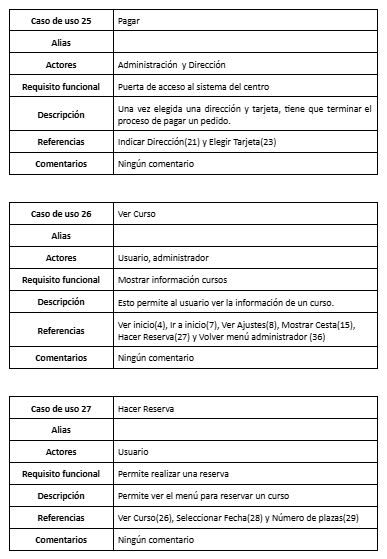 Caso de uso 25 Pagar
Alias
Actores Administración y Dirección
Requisito funcional Puerta de acceso al sistema del centro
Descripción Una vez elegida una dirección y tarjeta, tiene que terminar el
proceso de pagar un pedido.
Referencias Indicar Dirección(21) y Elegir Tarjeta(23)
Comentarios Ningún comentario
Caso de uso 26 Ver Curso
Alias
Actores Usuario, administrador
Requisito funcional Mostrar información cursos
Descripción Esto permite al usuario ver la información de un curso.
Referencias Ver inicio(4), Ir a inicio(7), Ver Ajustes(8), Mostrar Cesta(15),
Hacer Reserva(27) y Volver menú administrador (36)
Comentarios Ningún comentario
Caso de uso 27 Hacer Reserva
Alias
Actores Usuario
Requisito funcional Permite realizar una reserva
Descripción Permite ver el menú para reservar un curso
Referencias Ver Curso(26), Seleccionar Fecha(28) y Número de plazas(29)
Comentarios Ningún comentario